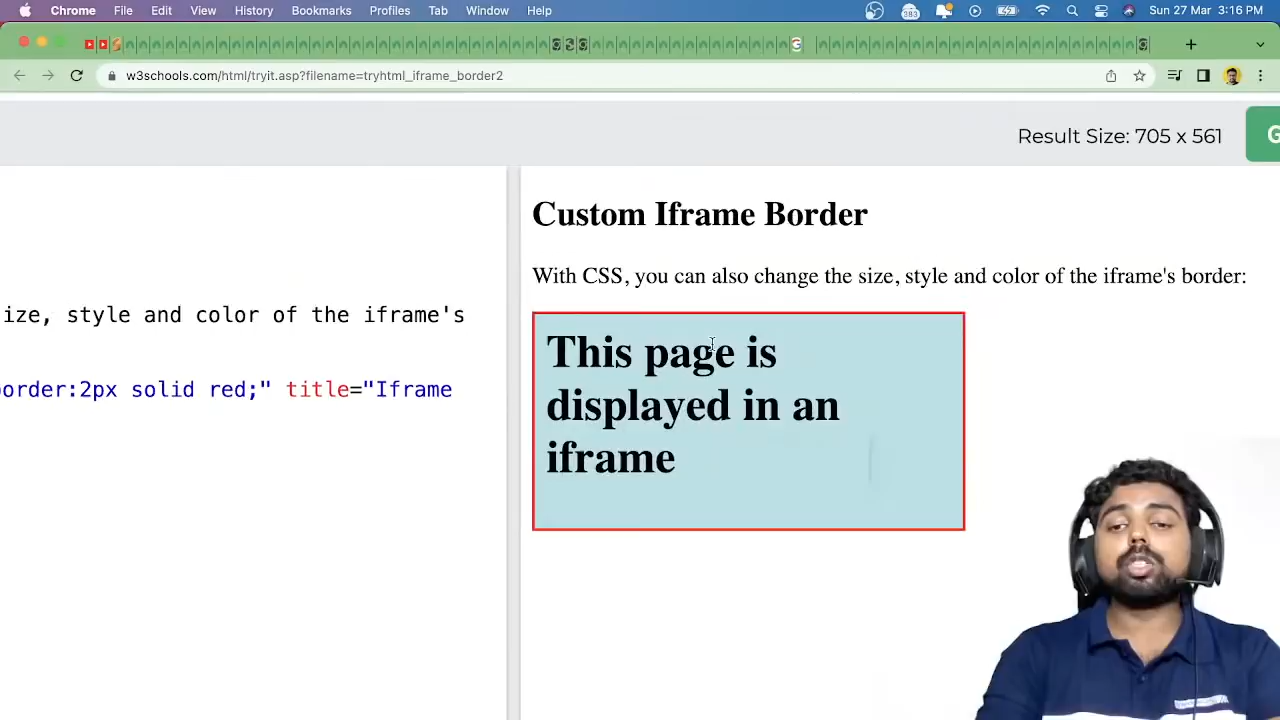 Chrome File Edit View History Bookmarks Profiles Tab Window Help 383 Sun 27 Mar 3:16 PM
w3schools.com/html/tryit.asp?filename=tryhtml_iframe_border2
Result Size: 705 x 561 G
Custom Iframe Border
With CSS, you can also change the size, style and color of the iframe's border:
ize, style and color of the iframe's
order:2px solid red;" title="Iframe
This page is
displayed in an
iframe